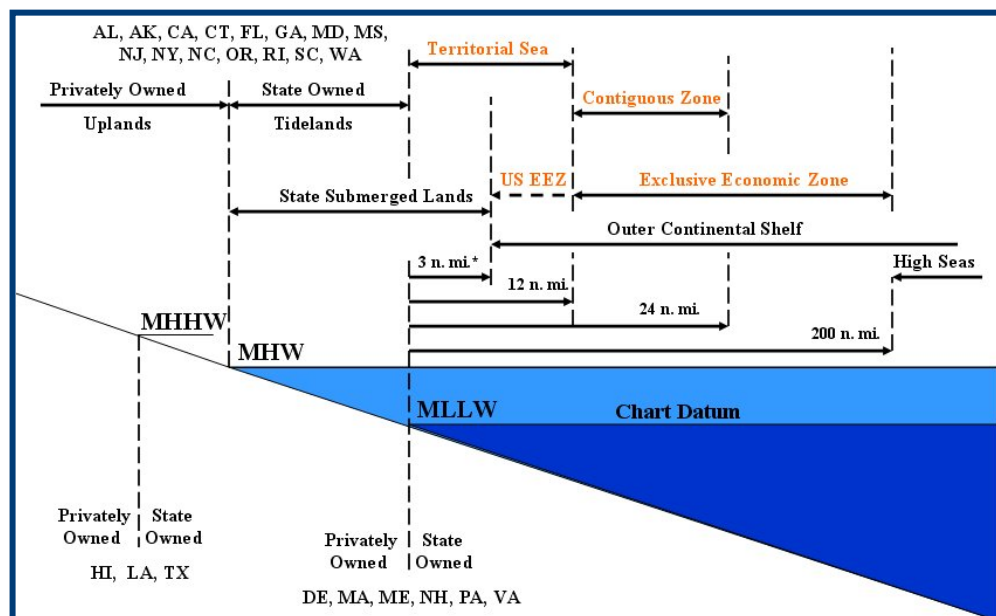 AL, AK, CA, CT, FL, GA, MD, MS,
NJ, NY, NC, OR, RI, SC, WA
Territorial Sea
Privately Owned
State Owned
Contiguous Zone
Uplands
Tidelands
US EEZ
Exclusive Economic Zone
State Submerged Lands
Outer Continental Shelf
3 n. mi.*
High Seas
12 n. mi.
24 n. mi.
MHHW
200 n. mi.
MHW
MLLW
Chart Datum
Privately
Owned
State
Owned
HI, LA, TX
Privately
Owned
State
Owned
DE, MA, ME, NH, PA, VA